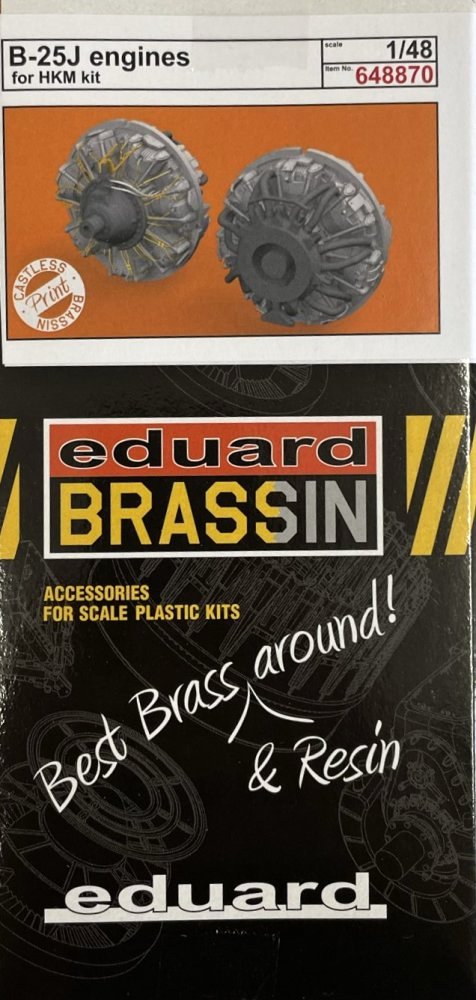 B-25J engines
for HKM kit
scale
1/48
Item No.
648870
CASTLESS
Print
BRASSIN
eduard
BRASSIN
ACCESSORIES
FOR SCALE PLASTIC KITS
Best Brass around!
& Resin
eduard